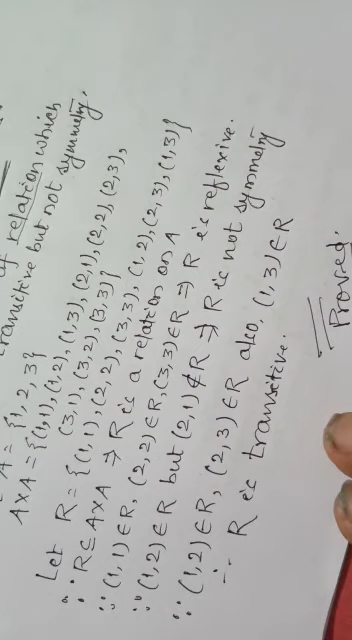 of relation which
transitive but not symmetry.
A = {1, 2, 3}
A×A = {(1,1), (1,2), (1,3), (2,1), (2,2), (2,3),
(3,1), (3,2), (3,3)}
Let R = {(1,1), (2,2), (3,3), (1,2), (2,3), (1,3)}
∵ R ⊆ A×A ⇒ R is a relation on A
∵ (1,1) ∈ R, (2,2) ∈ R, (3,3) ∈ R ⇒ R is reflexive.
∵ (1,2) ∈ R but (2,1) ∉ R ⇒ R is not symmetry
∵ (1,2) ∈ R, (2,3) ∈ R also, (1,3) ∈ R
∴ R is transitive.
Proved.